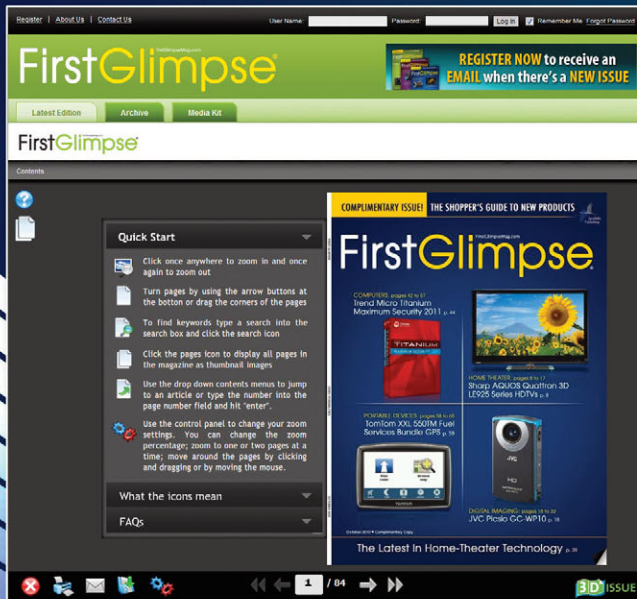 Register | About Us | Contact Us
User Name: Password: Log In Remember Me Forgot Password
FirstGlimpse
REGISTER NOW to receive an
EMAIL when there's a NEW ISSUE
Latest Edition Archive Media Kit
FirstGlimpse
Contents
Quick Start
Click once anywhere to zoom in and once
again to zoom out
Turn pages by using the arrow buttons at
the botton or drag the corners of the pages
To find keywords type a search into the
search box and click the search icon
Click the pages icon to display all pages in
the magazine as thumbnail images
Use the drop down contents menus to jump
to an article or type the number into the
page number field and hit "enter".
Use the control panel to change your zoom
settings. You can change the zoom
percentage; zoom to one or two pages at a
time; move around the pages by clicking
and dragging or by moving the mouse.
What the icons mean
FAQs
COMPLIMENTARY ISSUE! THE SHOPPER'S GUIDE TO NEW PRODUCTS
FirstGlimpse
COMPUTERS: pages 42 to 67
Trend Micro Titanium
Maximum Security 2011 p. 44
TITANIUM
HOME THEATER: pages 8 to 17
Sharp AQUOS Quattron 3D
LE925 Series HDTVs p. 8
PORTABLE DEVICES: pages
TomTom XXL 550TM Fuel
Services Bundle GPS
JVC
HD
DIGITAL IMAGING: pages
JVC Picsio GC-WP10 p. 18
October 2010 • Complimentary Copy
The Latest In Home-Theater Technology
1 / 84
3D ISSUE